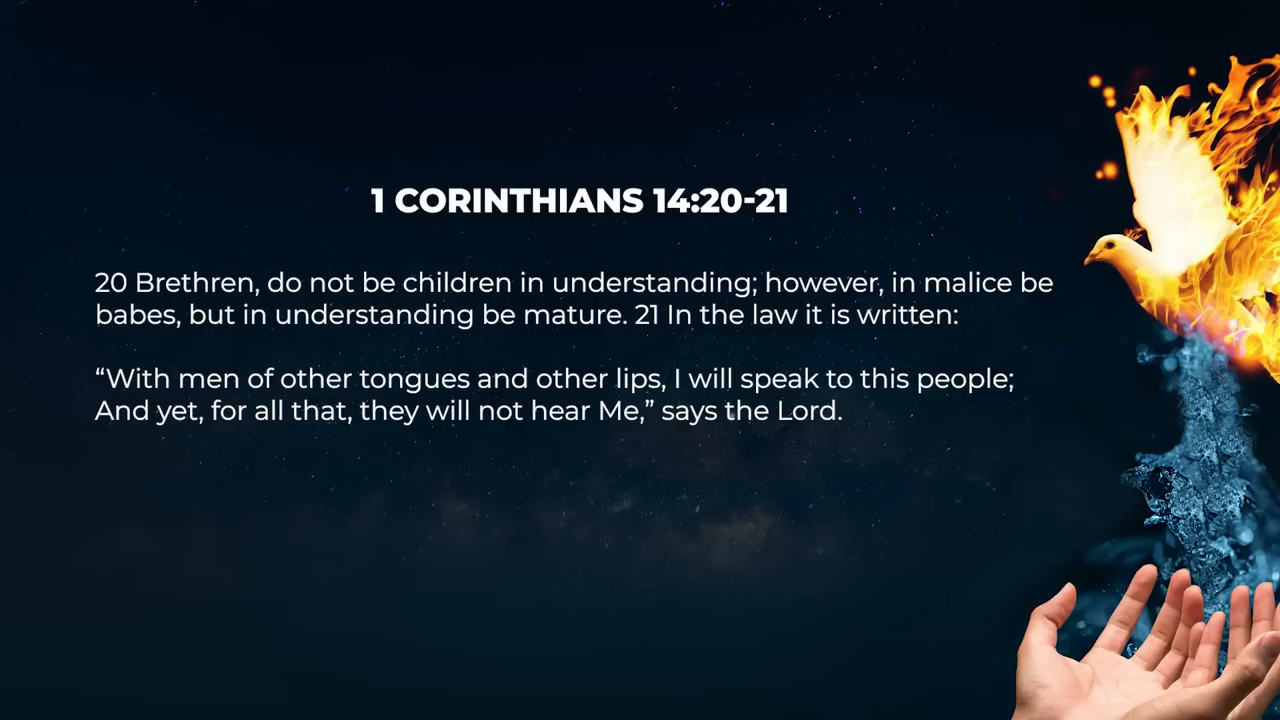 1 CORINTHIANS 14:20-21
20 Brethren, do not be children in understanding; however, in malice be
babes, but in understanding be mature. 21 In the law it is written:
“With men of other tongues and other lips, I will speak to this people;
And yet, for all that, they will not hear Me,” says the Lord.